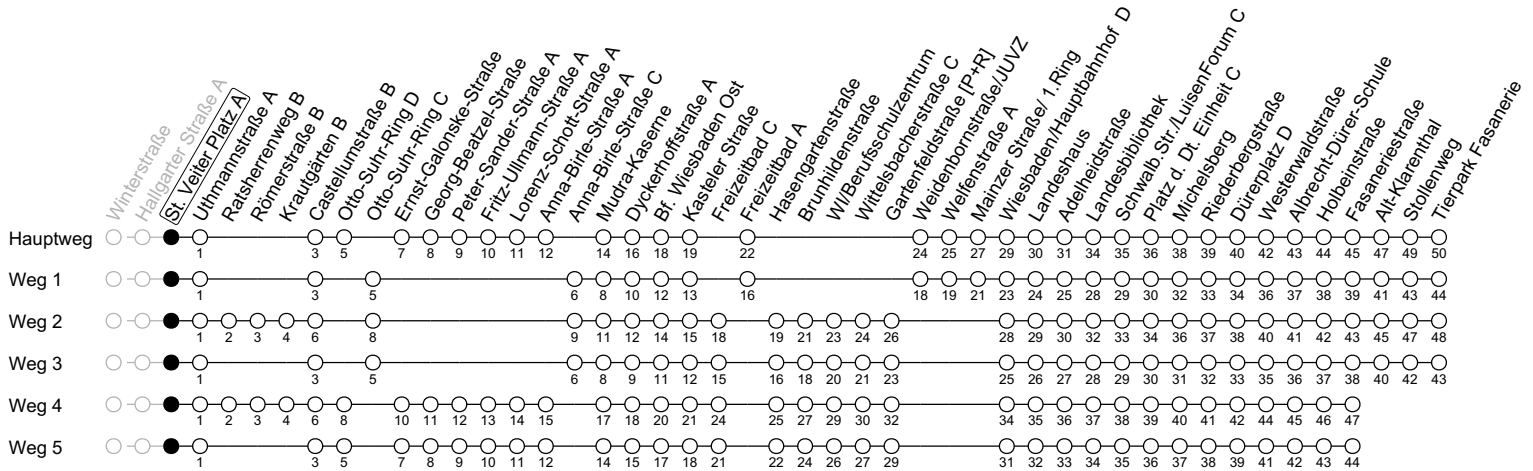 Winterstraße
Hallgarter Straße A
St. Veiter Platz A
Uthmannstraße A
Ratsherrenweg B
Römerstraße B
Krautgärten B
Castellumstraße B
Otto-Suhr-Ring D
Otto-Suhr-Ring C
Ernst-Galonske-Straße
Georg-Beatzel-Straße
Peter-Sander-Straße A
Fritz-Ullmann-Straße A
Lorenz-Schott-Straße A
Anna-Birle-Straße A
Anna-Birle-Straße C
Mudra-Kaserne
Dyckerhoffstraße A
Bf. Wiesbaden Ost
Kasteler Straße
Freizeitbad C
Freizeitbad A
Hasengartenstraße
Brunhildenstraße
WI/Berufsschulzentrum
Wittelsbacherstraße C
Gartenfeldstraße [P+R]
Weidenbornstraße/JUVZ
Welfenstraße A
Mainzer Straße/ 1.Ring
Wiesbaden/Hauptbahnhof D
Landeshaus
Adelheidstraße
Landesbibliothek
Schwalb.Str./LuisenForum C
Platz d. Dt. Einheit C
Michelsberg
Riederbergstraße
Dürerplatz D
Westerwaldstraße
Albrecht-Dürer-Schule
Holbeinstraße
Fasaneriestraße
Alt-Klarenthal
Stollenweg
Tierpark Fasanerie
Hauptweg
1 3 5 7 8 9 10 11 12 14 16 18 19 22 24 25 27 29 30 31 34 35 36 38 39 40 42 43 44 45 47 49 50
Weg 1
1 3 5 6 8 10 12 13 16 18 19 21 23 24 25 28 29 30 32 33 34 36 37 38 39 41 43 44
Weg 2
1 2 3 4 6 8 9 11 12 14 15 18 19 21 23 24 26 28 29 30 32 33 34 36 37 38 40 41 42 43 45 47 48
Weg 3
1 3 5 6 8 9 11 12 15 16 18 20 21 23 25 26 27 28 29 30 31 32 33 35 36 37 38 40 42 43
Weg 4
1 2 3 4 6 8 10 11 12 13 14 15 17 18 20 21 24 25 27 29 30 32 34 35 36 37 38 39 40 41 42 44 45 46 47
Weg 5
1 3 5 7 8 9 10 11 12 14 15 17 18 21 22 24 26 27 29 31 32 33 34 35 36 37 38 39 41 42 43 44